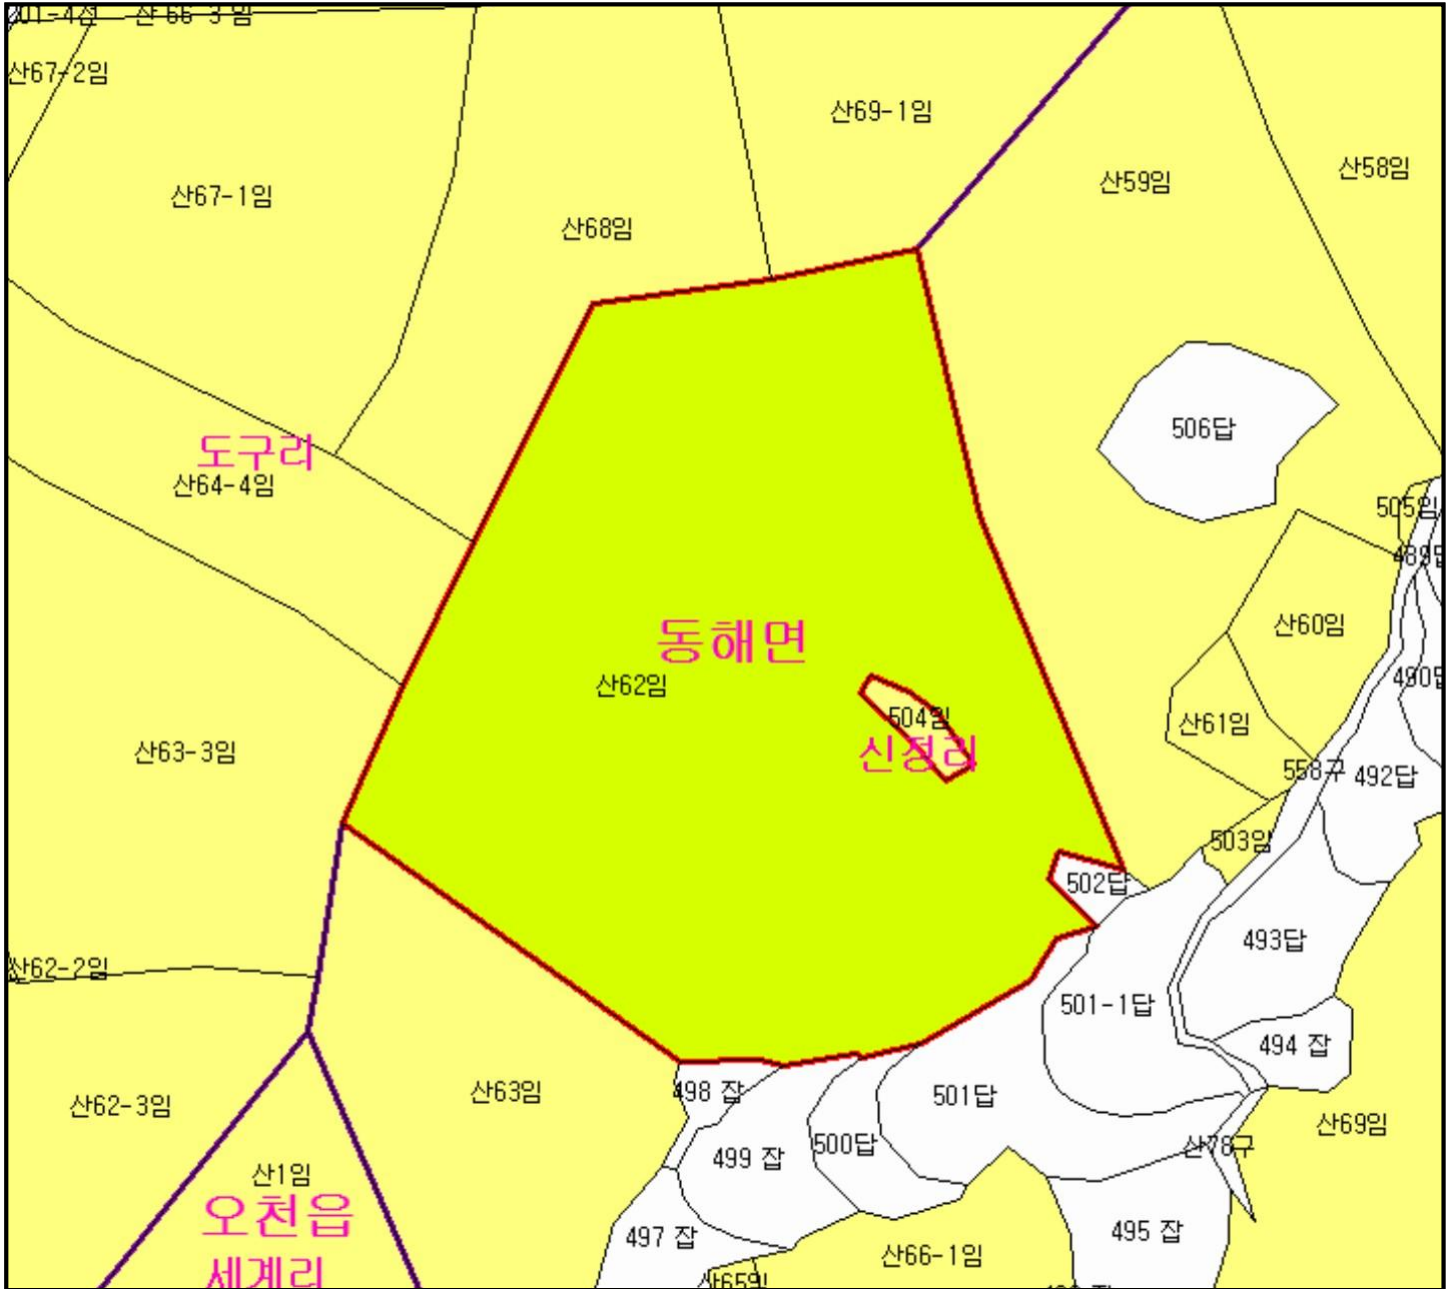 산67-2임
산69-1임
산58임
산59임
산67-1임
산68임
506답
도구리
산64-4임
505임
산60임
490답
동해면
산62임
504임
산61임
신정리
산63-3임
558구
492답
503임
502답
493답
산62-2임
501-1답
494 잡
498 잡
산63임
501답
산62-3임
산69임
500답
산78구
499 잡
산1임
오천읍
497 잡
495 잡
산66-1임
세계리